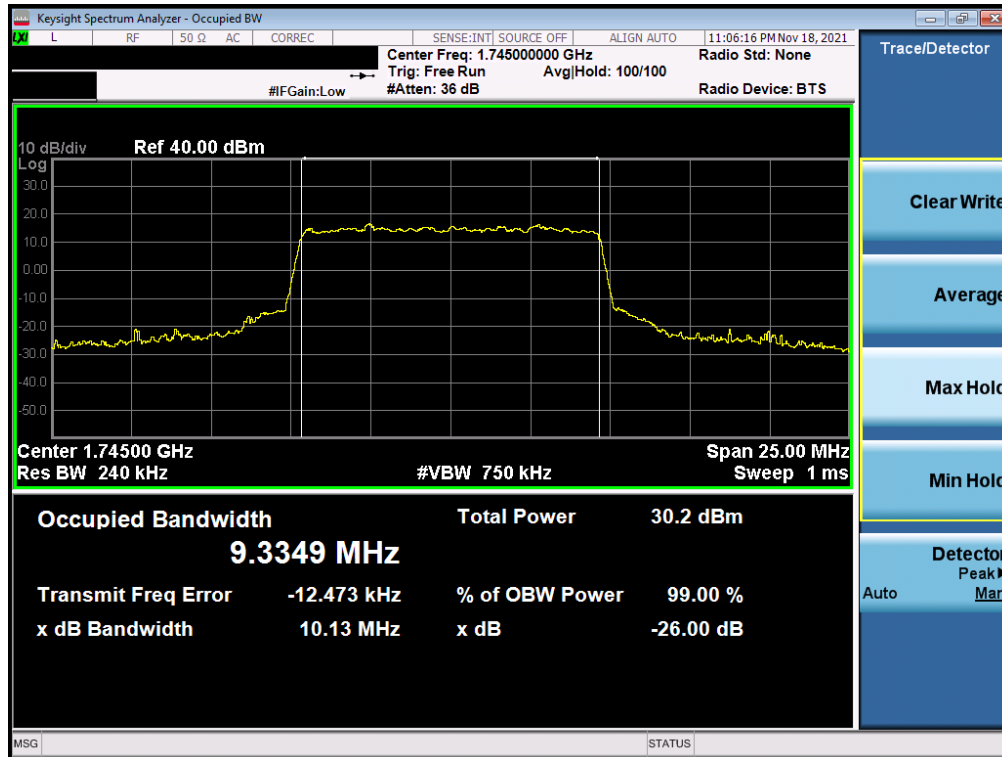 Keysight Spectrum Analyzer - Occupied BW
LXI L RF 50 Ω AC CORREC SENSE:INT SOURCE OFF ALIGN AUTO 11:06:16 PM Nov 18, 2021
Center Freq: 1.745000000 GHz Radio Std: None
Trig: Free Run Avg|Hold: 100/100
#IFGain:Low #Atten: 36 dB Radio Device: BTS
10 dB/div Ref 40.00 dBm
Log
30.0
20.0
10.0
0.00
-10.0
-20.0
-30.0
-40.0
-50.0
Center 1.74500 GHz Span 25.00 MHz
Res BW 240 kHz #VBW 750 kHz Sweep 1 ms
Occupied Bandwidth Total Power 30.2 dBm
9.3349 MHz
Transmit Freq Error -12.473 kHz % of OBW Power 99.00 %
x dB Bandwidth 10.13 MHz x dB -26.00 dB
MSG STATUS
Trace/Detector
Clear Write
Average
Max Hold
Min Hold
Detector
Peak▶
Auto Man